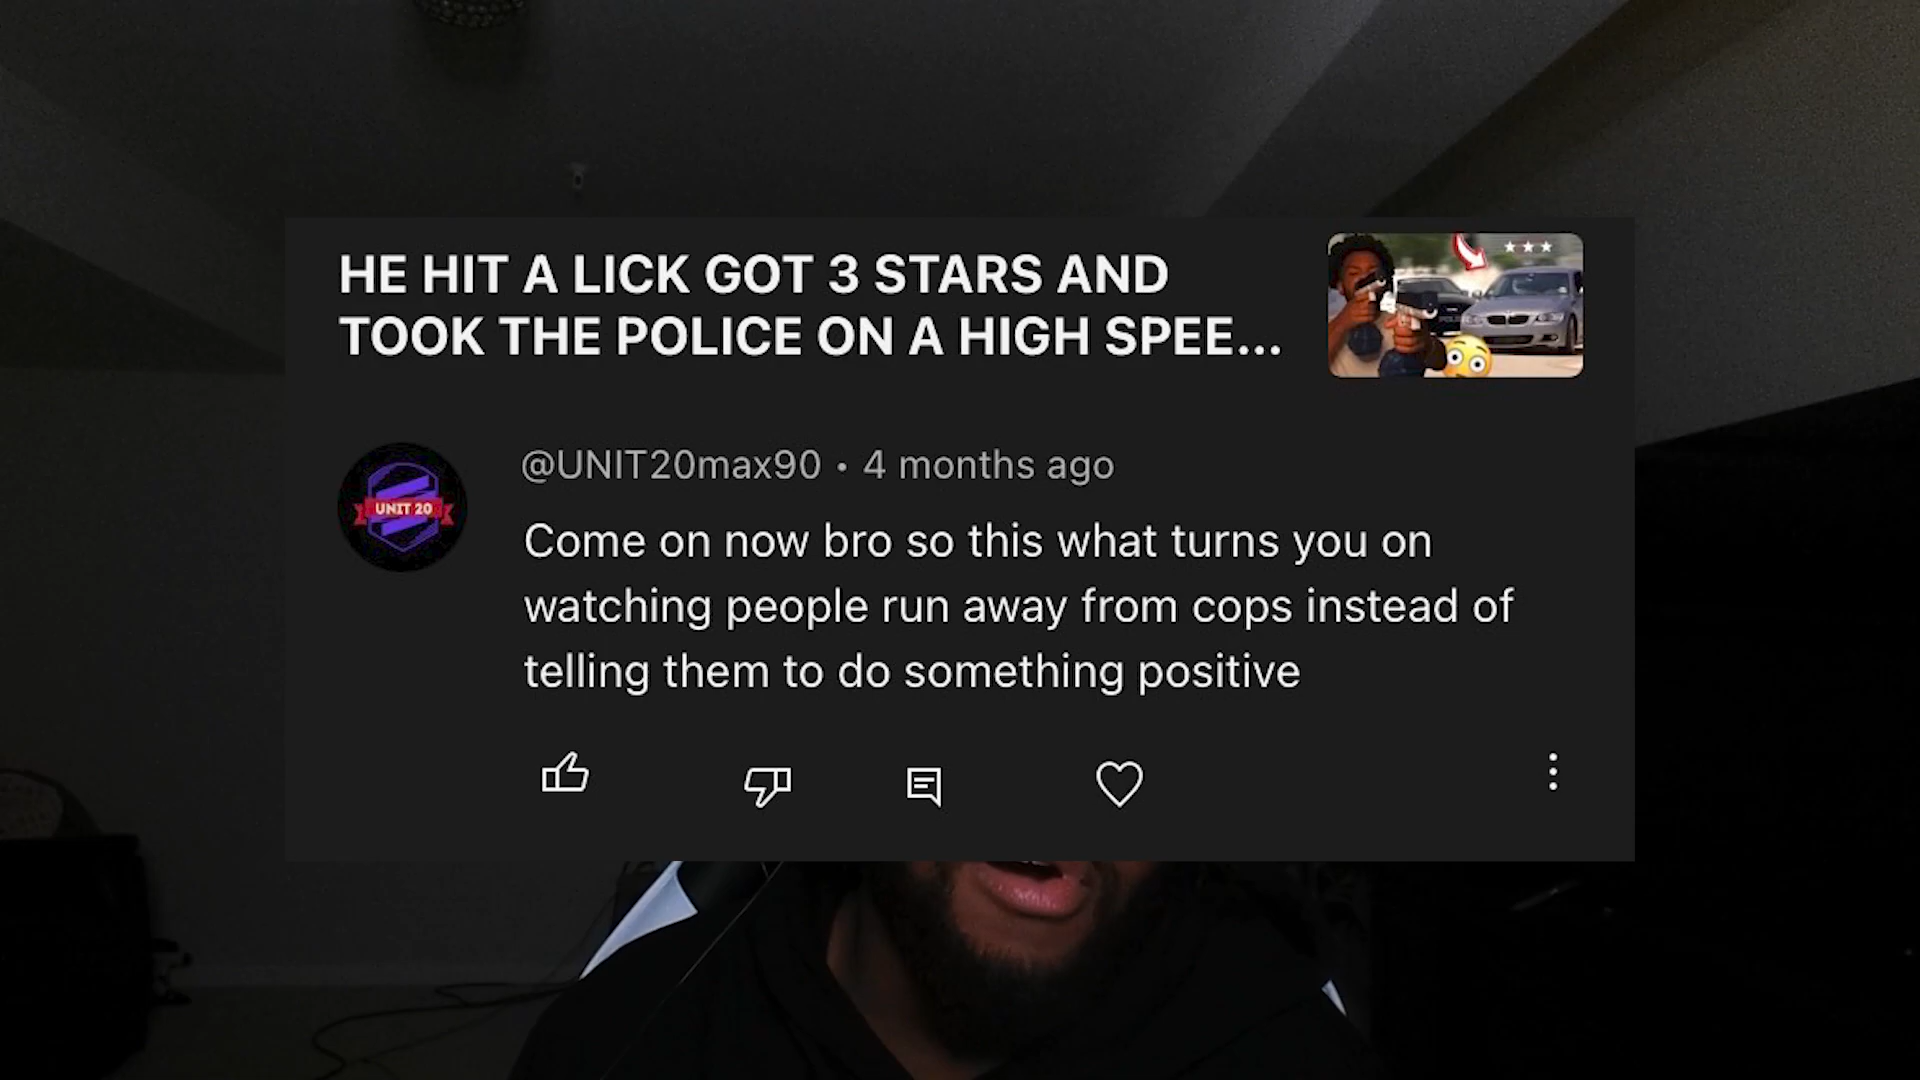 HE HIT A LICK GOT 3 STARS AND
TOOK THE POLICE ON A HIGH SPEE...
@UNIT20max90 • 4 months ago
UNIT 20
Come on now bro so this what turns you on
watching people run away from cops instead of
telling them to do something positive